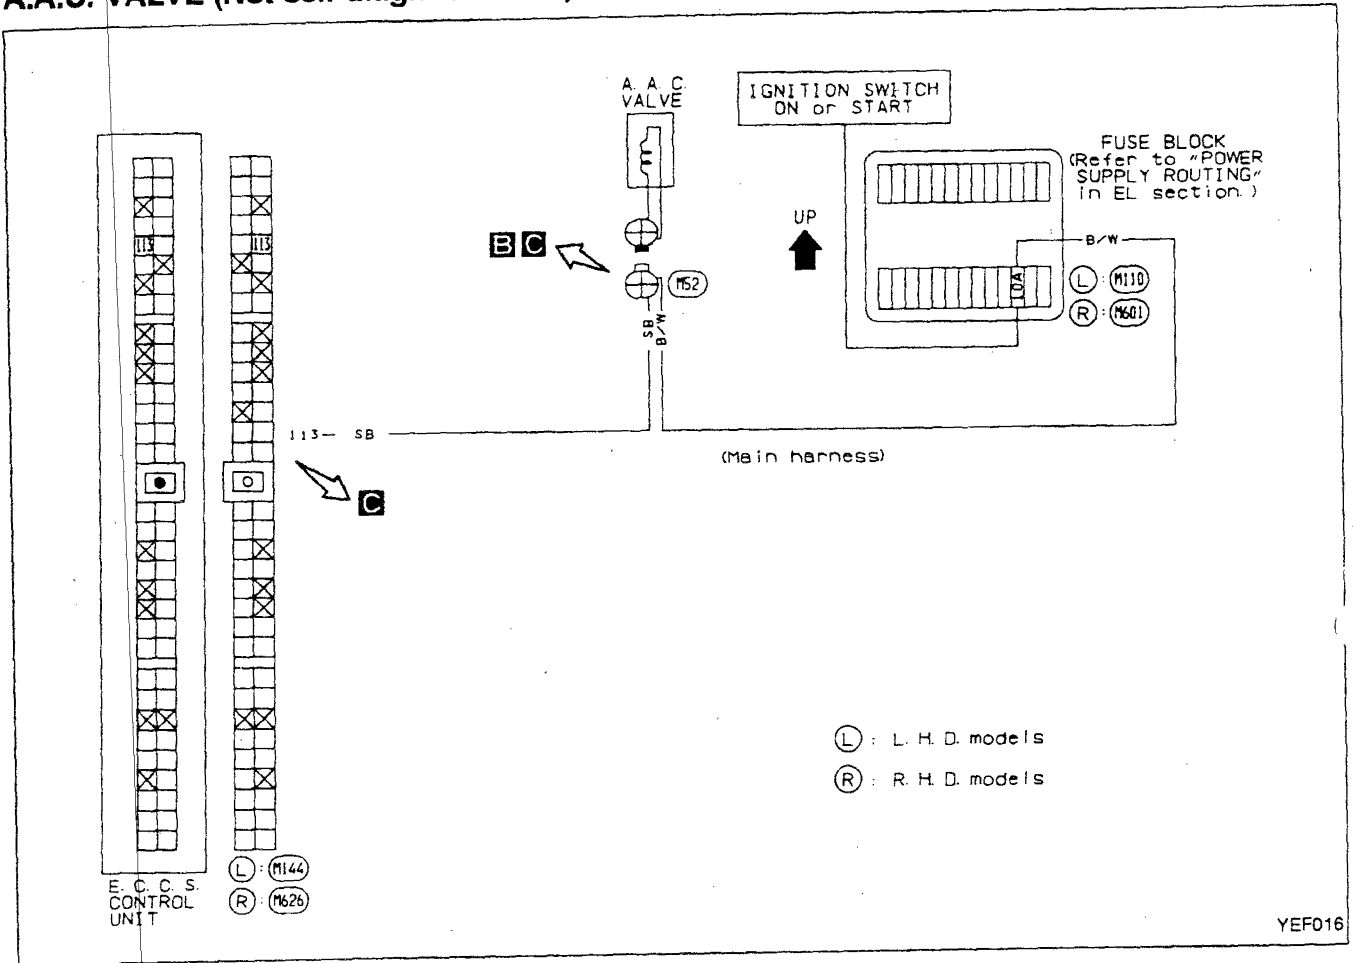 A. A. C.
VALVE
IGNITION SWITCH
ON or START
FUSE BLOCK
(Refer to "POWER
SUPPLY ROUTING"
in EL section.)
UP
B C
M52
SB
B/W
10A
B/W
L : M110
R : M601
113
113
113— SB
(Main harness)
C
L : L. H. D. models
R : R. H. D. models
L : M144
R : M626
E. C. C. S.
CONTROL
UNIT
YEF016